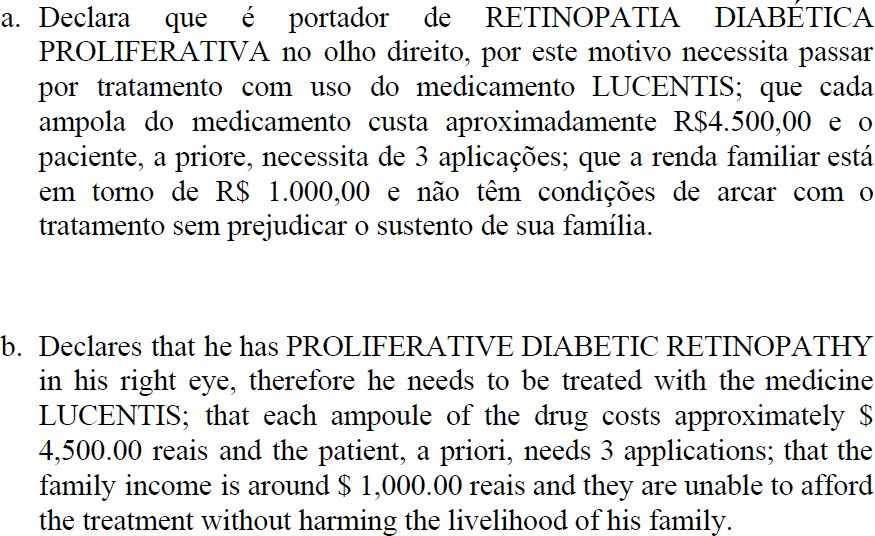 a. Declara que é portador de RETINOPATIA DIABÉTICA
PROLIFERATIVA no olho direito, por este motivo necessita passar
por tratamento com uso do medicamento LUCENTIS; que cada
ampola do medicamento custa aproximadamente R$4.500,00 e o
paciente, a priore, necessita de 3 aplicações; que a renda familiar está
em torno de R$ 1.000,00 e não têm condições de arcar com o
tratamento sem prejudicar o sustento de sua família.
b. Declares that he has PROLIFERATIVE DIABETIC RETINOPATHY
in his right eye, therefore he needs to be treated with the medicine
LUCENTIS; that each ampoule of the drug costs approximately $
4,500.00 reais and the patient, a priori, needs 3 applications; that the
family income is around $ 1,000.00 reais and they are unable to afford
the treatment without harming the livelihood of his family.